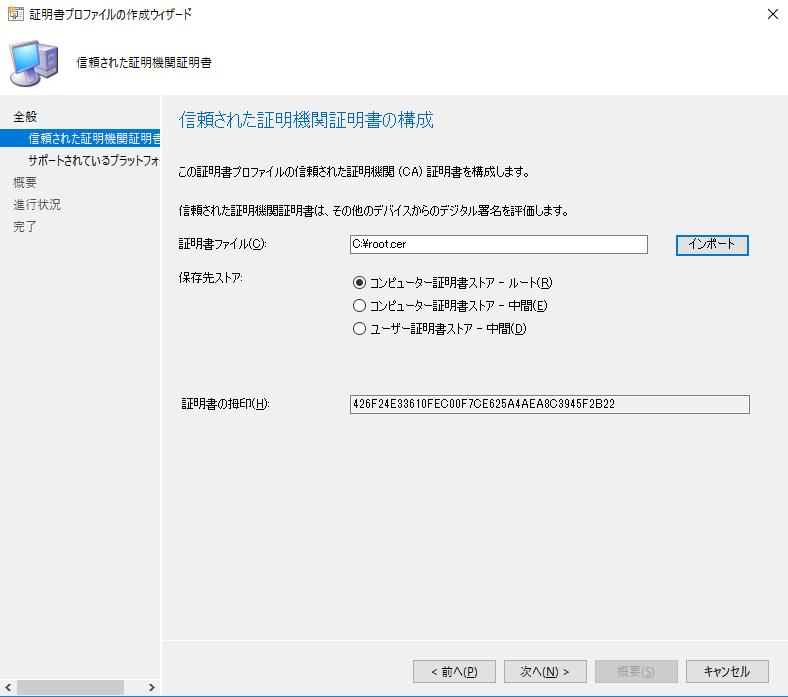 証明書プロファイルの作成ウィザード
信頼された証明機関証明書
全般
信頼された証明機関証明書
サポートされているプラットフォ
概要
進行状況
完了
信頼された証明機関証明書の構成
この証明書プロファイルの信頼された証明機関 (CA) 証明書を構成します。
信頼された証明機関証明書は、その他のデバイスからのデジタル署名を評価します。
証明書ファイル(C): C:¥root.cer インポート
保存先ストア:
コンピューター証明書ストア - ルート(R)
コンピューター証明書ストア - 中間(E)
ユーザー証明書ストア - 中間(D)
証明書の拇印(H): 426F24E33610FEC00F7CE625A4AEA8C3945F2B22
< 前へ(P) 次へ(N) > 概要(S) キャンセル